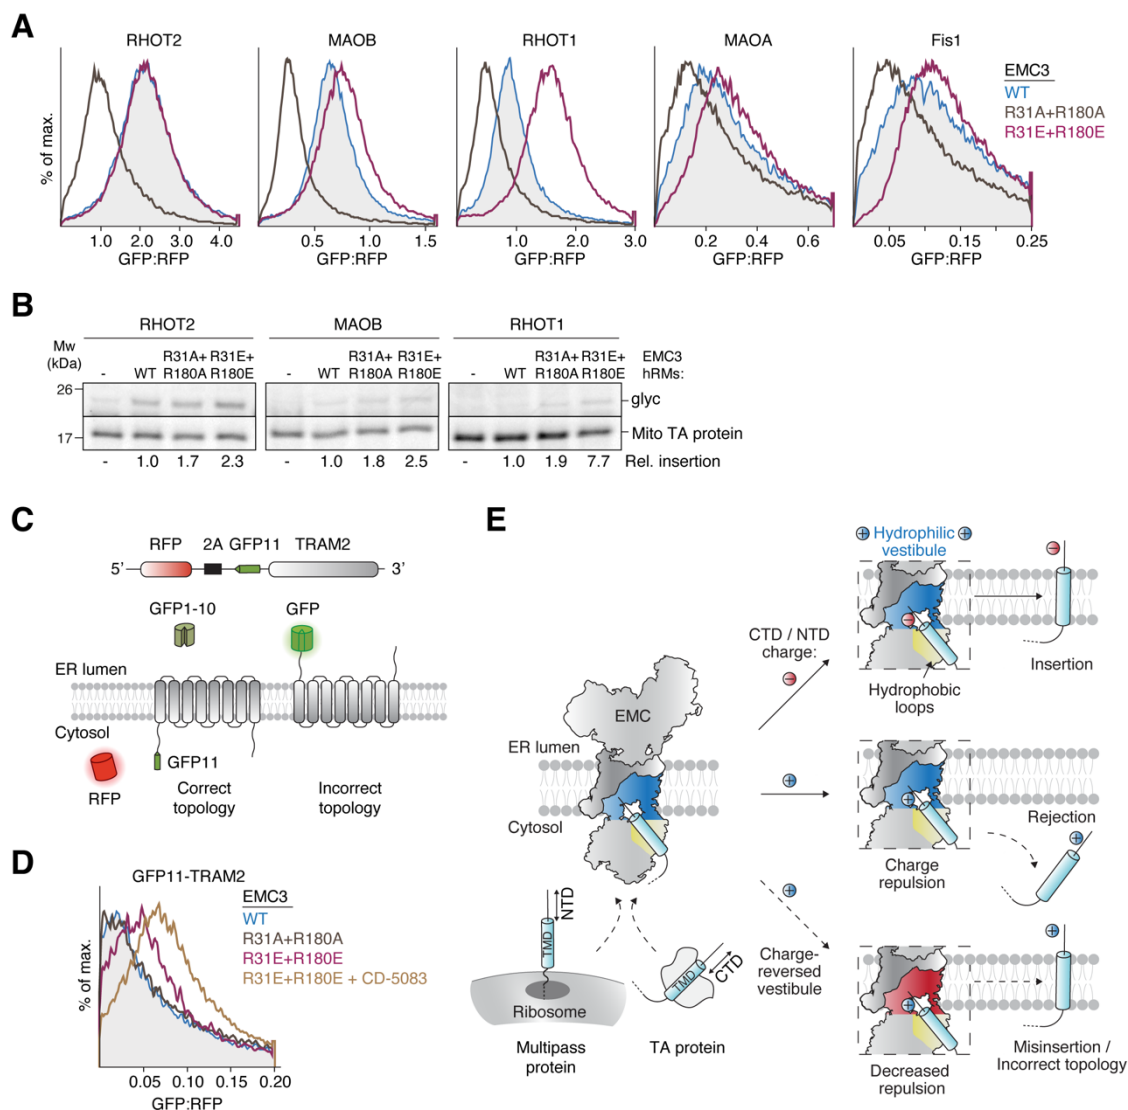 A
RHOT2
MAOB
RHOT1
MAOA
Fis1
% of max.
EMC3
WT
R31A+R180A
R31E+R180E
1.0 2.0 3.0 4.0
0.5 1.0 1.5
1.0 2.0 3.0
0.2 0.4 0.6
0.05 0.15 0.25
GFP:RFP
GFP:RFP
GFP:RFP
GFP:RFP
GFP:RFP
B
RHOT2
MAOB
RHOT1
Mw
(kDa)
R31A+ R31E+
- WT R180A R180E
R31A+ R31E+
- WT R180A R180E
R31A+ R31E+
- WT R180A R180E
EMC3
hRMs:
26
glyc
17
Mito TA protein
- 1.0 1.7 2.3
- 1.0 1.8 2.5
- 1.0 1.9 7.7
Rel. insertion
C
RFP 2A GFP11 TRAM2
5' 3'
GFP1-10
GFP
ER lumen
Cytosol
GFP11
RFP
Correct
topology
Incorrect
topology
D
GFP11-TRAM2
% of max.
EMC3
WT
R31A+R180A
R31E+R180E
R31E+R180E + CD-5083
0.05 0.10 0.15 0.20
GFP:RFP
E
+ Hydrophilic +
vestibule
−
−
CTD / NTD
charge:
−
Insertion
Hydrophobic
loops
EMC
ER lumen
Cytosol
+
+
Rejection
+
Charge
repulsion
NTD
TMD
Ribosome
Multipass
protein
TMD
CTD
TA protein
+
Charge-
reversed
vestibule
+
+
Decreased
repulsion
Misinsertion /
Incorrect topology